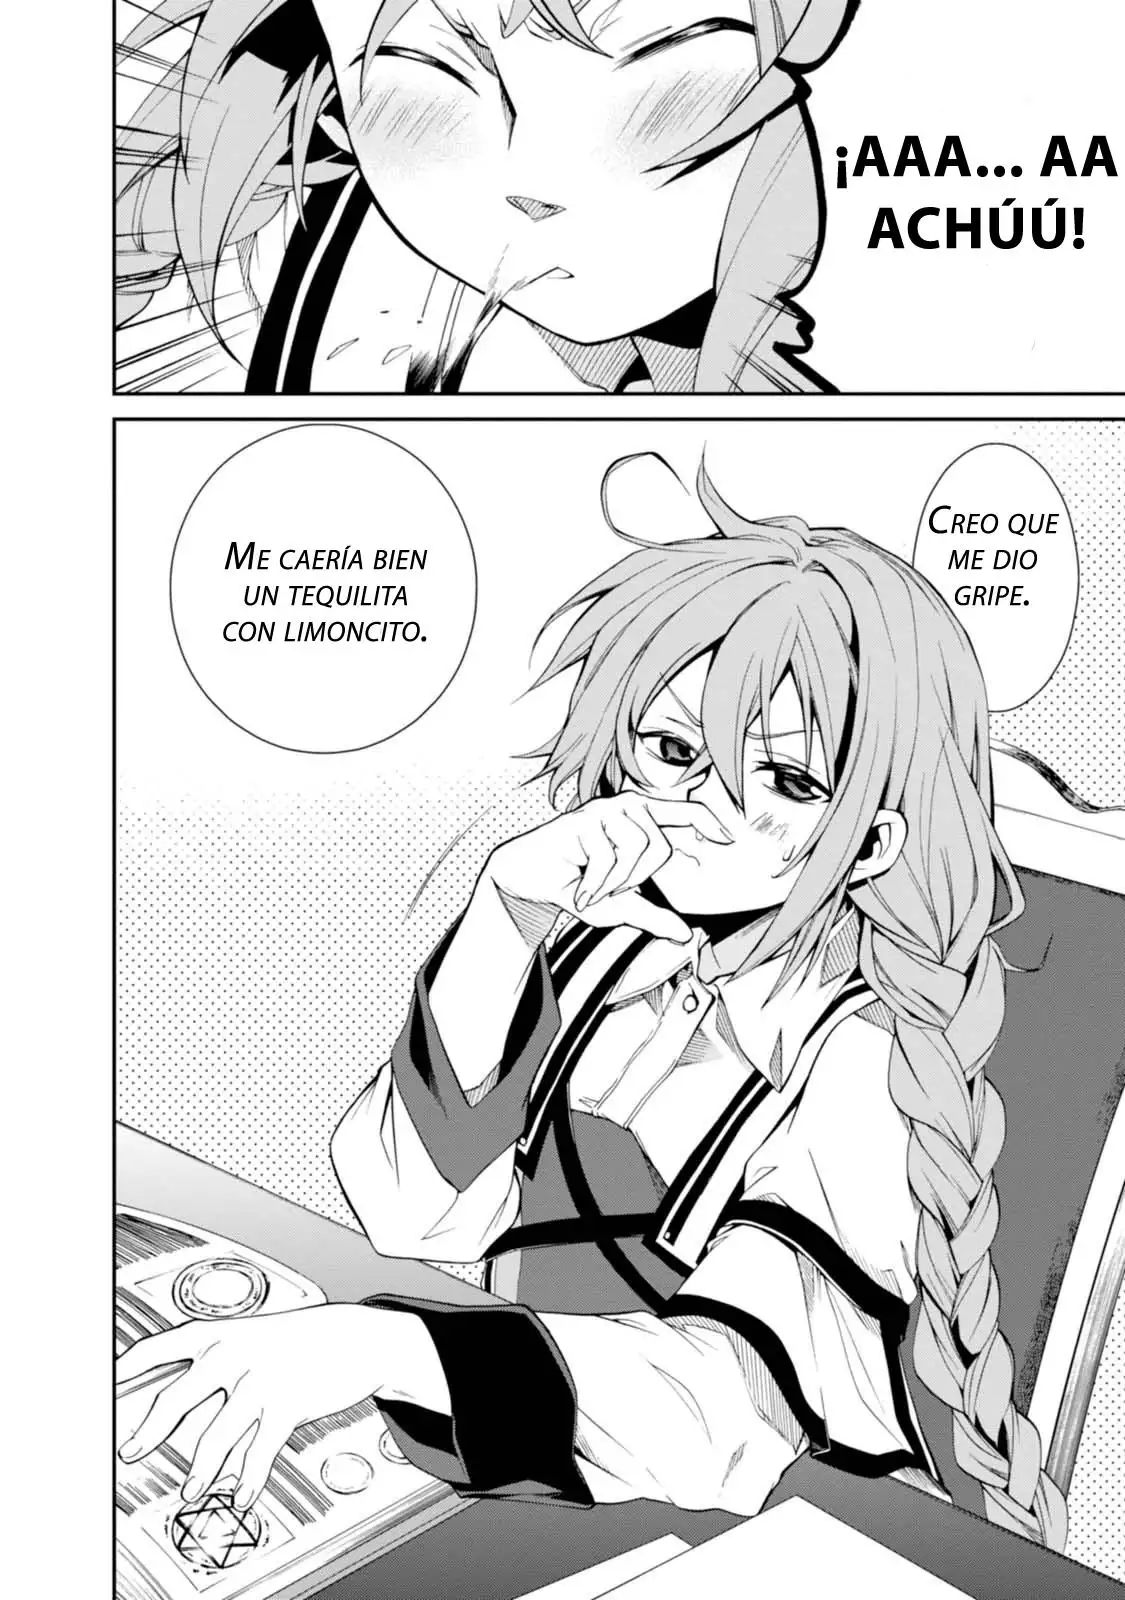 ¡AAA... AA
ACHÚÚ!
CREO QUE
ME DIO
GRIPE.
ME CAERÍA BIEN
UN TEQUILITA
CON LIMONCITO.